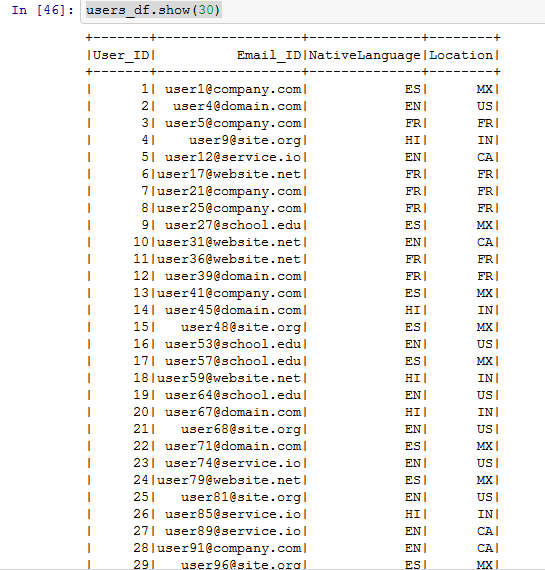 In [46]: users_df.show(30)
+-------+-------------------+--------------+--------+
|User_ID|           Email_ID|NativeLanguage|Location|
+-------+-------------------+--------------+--------+
|      1|  user1@company.com|            ES|      MX|
|      2|   user4@domain.com|            EN|      US|
|      3|  user5@company.com|            FR|      FR|
|      4|     user9@site.org|            HI|      IN|
|      5|  user12@service.io|            EN|      CA|
|      6| user17@website.net|            FR|      FR|
|      7| user21@company.com|            FR|      FR|
|      8| user25@company.com|            FR|      FR|
|      9|  user27@school.edu|            ES|      MX|
|     10| user31@website.net|            EN|      CA|
|     11| user36@website.net|            FR|      FR|
|     12|  user39@domain.com|            FR|      FR|
|     13| user41@company.com|            ES|      MX|
|     14|  user45@domain.com|            HI|      IN|
|     15|    user48@site.org|            ES|      MX|
|     16|  user53@school.edu|            EN|      US|
|     17|  user57@school.edu|            ES|      MX|
|     18| user59@website.net|            HI|      IN|
|     19|  user64@school.edu|            EN|      US|
|     20|  user67@domain.com|            HI|      IN|
|     21|    user68@site.org|            EN|      US|
|     22|  user71@domain.com|            ES|      MX|
|     23|  user74@service.io|            EN|      US|
|     24| user79@website.net|            ES|      MX|
|     25|    user81@site.org|            EN|      US|
|     26|  user85@service.io|            HI|      IN|
|     27|  user89@service.io|            EN|      CA|
|     28| user91@company.com|            EN|      CA|
|     29|    user96@site.org|            ES|      MX|